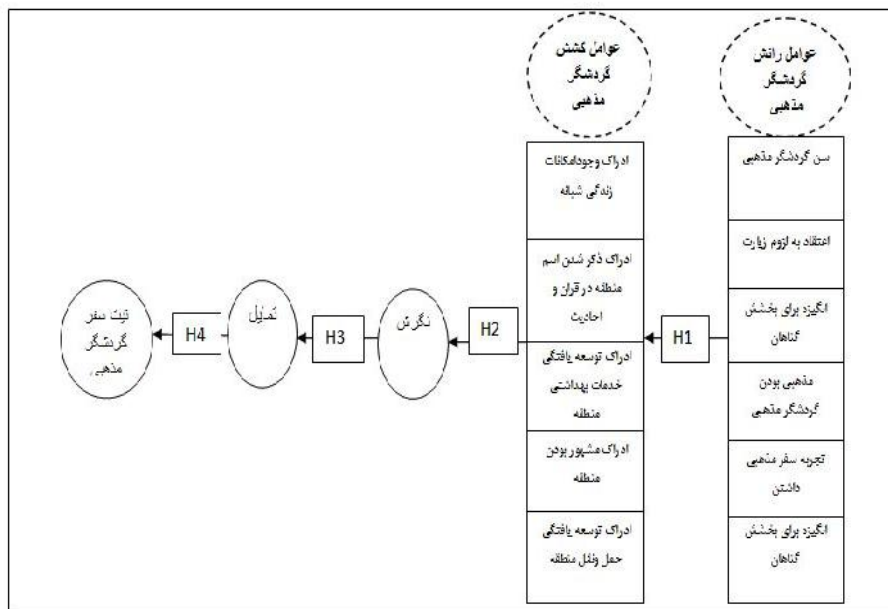 عوامل رانش
گردشگر
مذهبی
سن گردشگر مذهبی
اعتقاد به لزوم زیارت
انگیزه برای بخشش
گناهان
مذهبی بودن
گردشگر مذهبی
تجربه سفر مذهبی
داشتن
انگیزه برای بخشش
گناهان
H1
عوامل کشش
گردشگر
مذهبی
ادراک وجودامکانات
زندگی شبانه
ادراک ذکر شدن اسم
منطقه در قران و
احادیث
ادراک توسعه یافتگی
خدمات بهداشتی
منطقه
ادراک مشهور بودن
منطقه
ادراک توسعه یافتگی
حمل ونقل منطقه
H2
نگرش
H3
تمایل
H4
نیت سفر
گردشگر
مذهبی